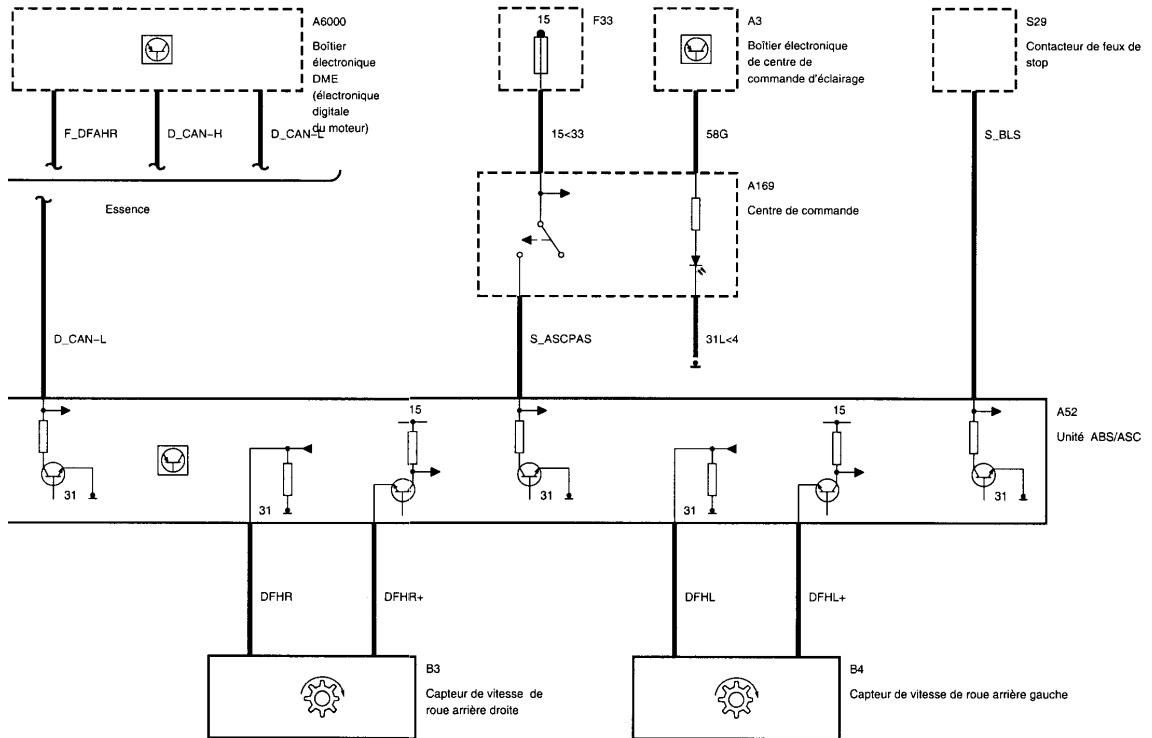 A6000
Boîtier
électronique
DME
(électronique
digitale
du moteur)
15
F33
A3
Boîtier électronique
de centre de
commande d'éclairage
S29
Contacteur de feux de
stop
F_DFAHR
D_CAN-H
D_CAN-L
15<33
58G
S_BLS
Essence
A169
Centre de commande
D_CAN-L
S_ASCPAS
31L<4
15
15
A52
Unité ABS/ASC
31
31
31
31
31
DFHR
DFHR+
DFHL
DFHL+
B3
Capteur de vitesse de
roue arrière droite
B4
Capteur de vitesse de roue arrière gauche